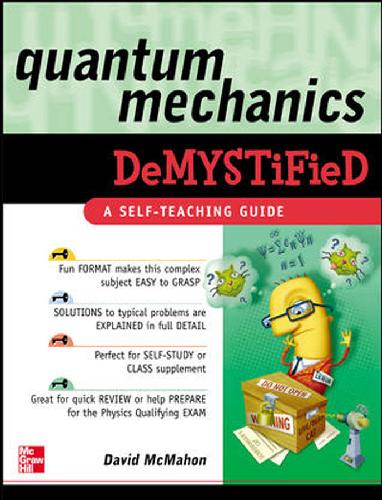 quantum
mechanics
DeMYSTiFieD
A SELF-TEACHING GUIDE
Fun FORMAT makes this complex
subject EASY to GRASP
SOLUTIONS to typical problems are
EXPLAINED in full DETAIL
Perfect for SELF-STUDY or
CLASS supplement
Great for quick REVIEW or help PREPARE
for the Physics Qualifying EXAM
∞
Ψ=ΣCnΨn
n=1
?
?
?
?
DO NOT OPEN
Mc
Graw
Hill
David McMahon